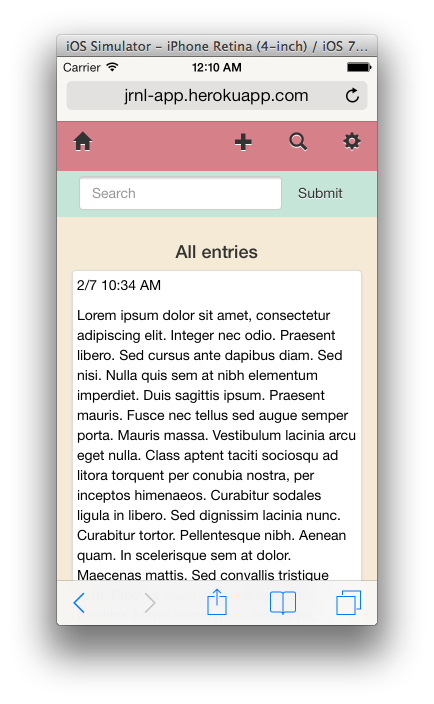 iOS Simulator – iPhone Retina (4-inch) / iOS 7...
Carrier 12:10 AM
jrnl-app.herokuapp.com
Search Submit
All entries
2/7 10:34 AM
Lorem ipsum dolor sit amet, consectetur
adipiscing elit. Integer nec odio. Praesent
libero. Sed cursus ante dapibus diam. Sed
nisi. Nulla quis sem at nibh elementum
imperdiet. Duis sagittis ipsum. Praesent
mauris. Fusce nec tellus sed augue semper
porta. Mauris massa. Vestibulum lacinia arcu
eget nulla. Class aptent taciti sociosqu ad
litora torquent per conubia nostra, per
inceptos himenaeos. Curabitur sodales
ligula in libero. Sed dignissim lacinia nunc.
Curabitur tortor. Pellentesque nibh. Aenean
quam. In scelerisque sem at dolor.
Maecenas mattis. Sed convallis tristique